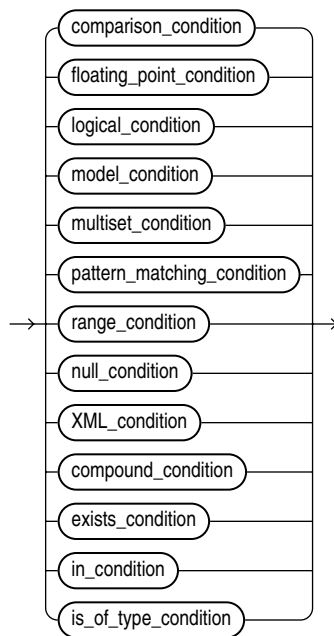 comparison_condition
floating_point_condition
logical_condition
model_condition
multiset_condition
pattern_matching_condition
range_condition
null_condition
XML_condition
compound_condition
exists_condition
in_condition
is_of_type_condition